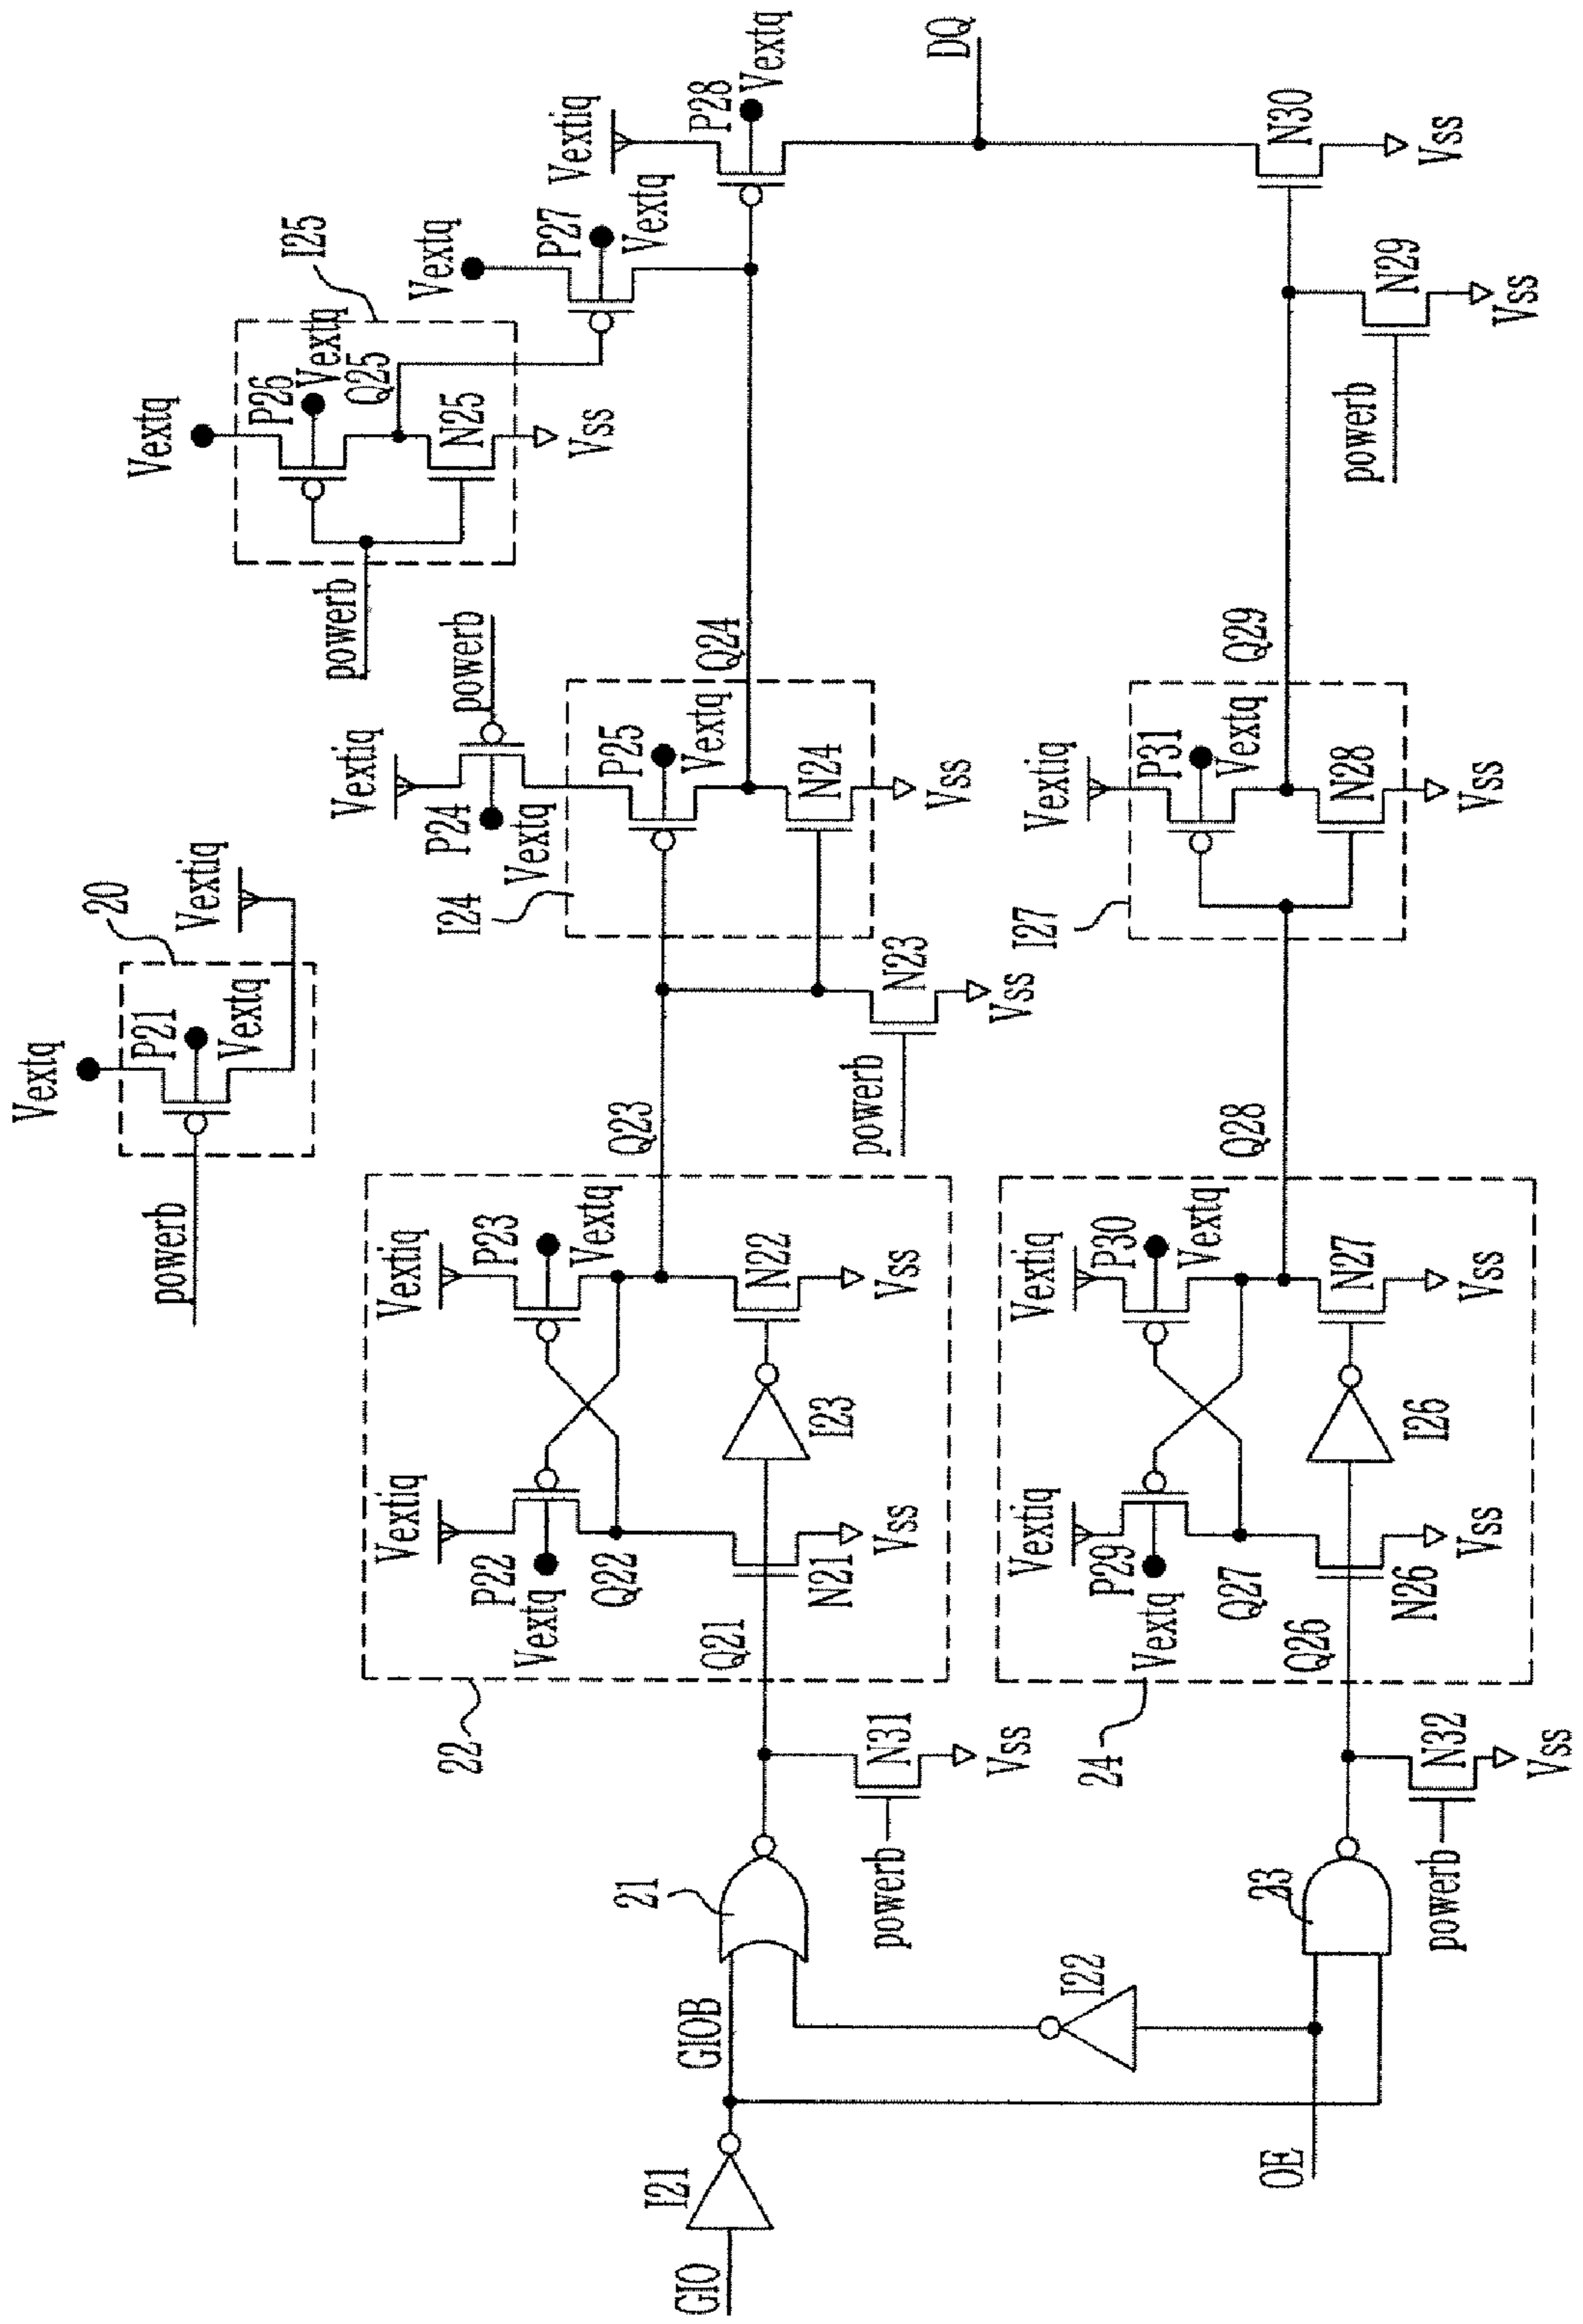 Vextq
powerb
P21
Vextq
20
Vextiq
Vextq
P26
Vextq
Q25
I25
powerb
N25
Vss
Vextq
P27
Vextq
Vextiq
P28
Vextq
DQ
Vextiq
P24
Vextq
powerb
I24
P25
Vextq
Q24
N24
Vss
N23
Vss
powerb
Q23
Vextiq
P22
Vextq
Q22
Vextiq
P23
Vextq
N22
Vss
I23
N21
Vss
Q21
22
N31
Vss
powerb
21
GIOB
I21
GIO
I22
OE
23
N32
Vss
powerb
24
Q26
Vextiq
P29
Vextq
Q27
N26
Vss
Vextiq
P30
Vextq
I26
N27
Vss
Q28
I27
Vextiq
P31
Vextq
N28
Vss
Q29
powerb
N29
Vss
N30
Vss